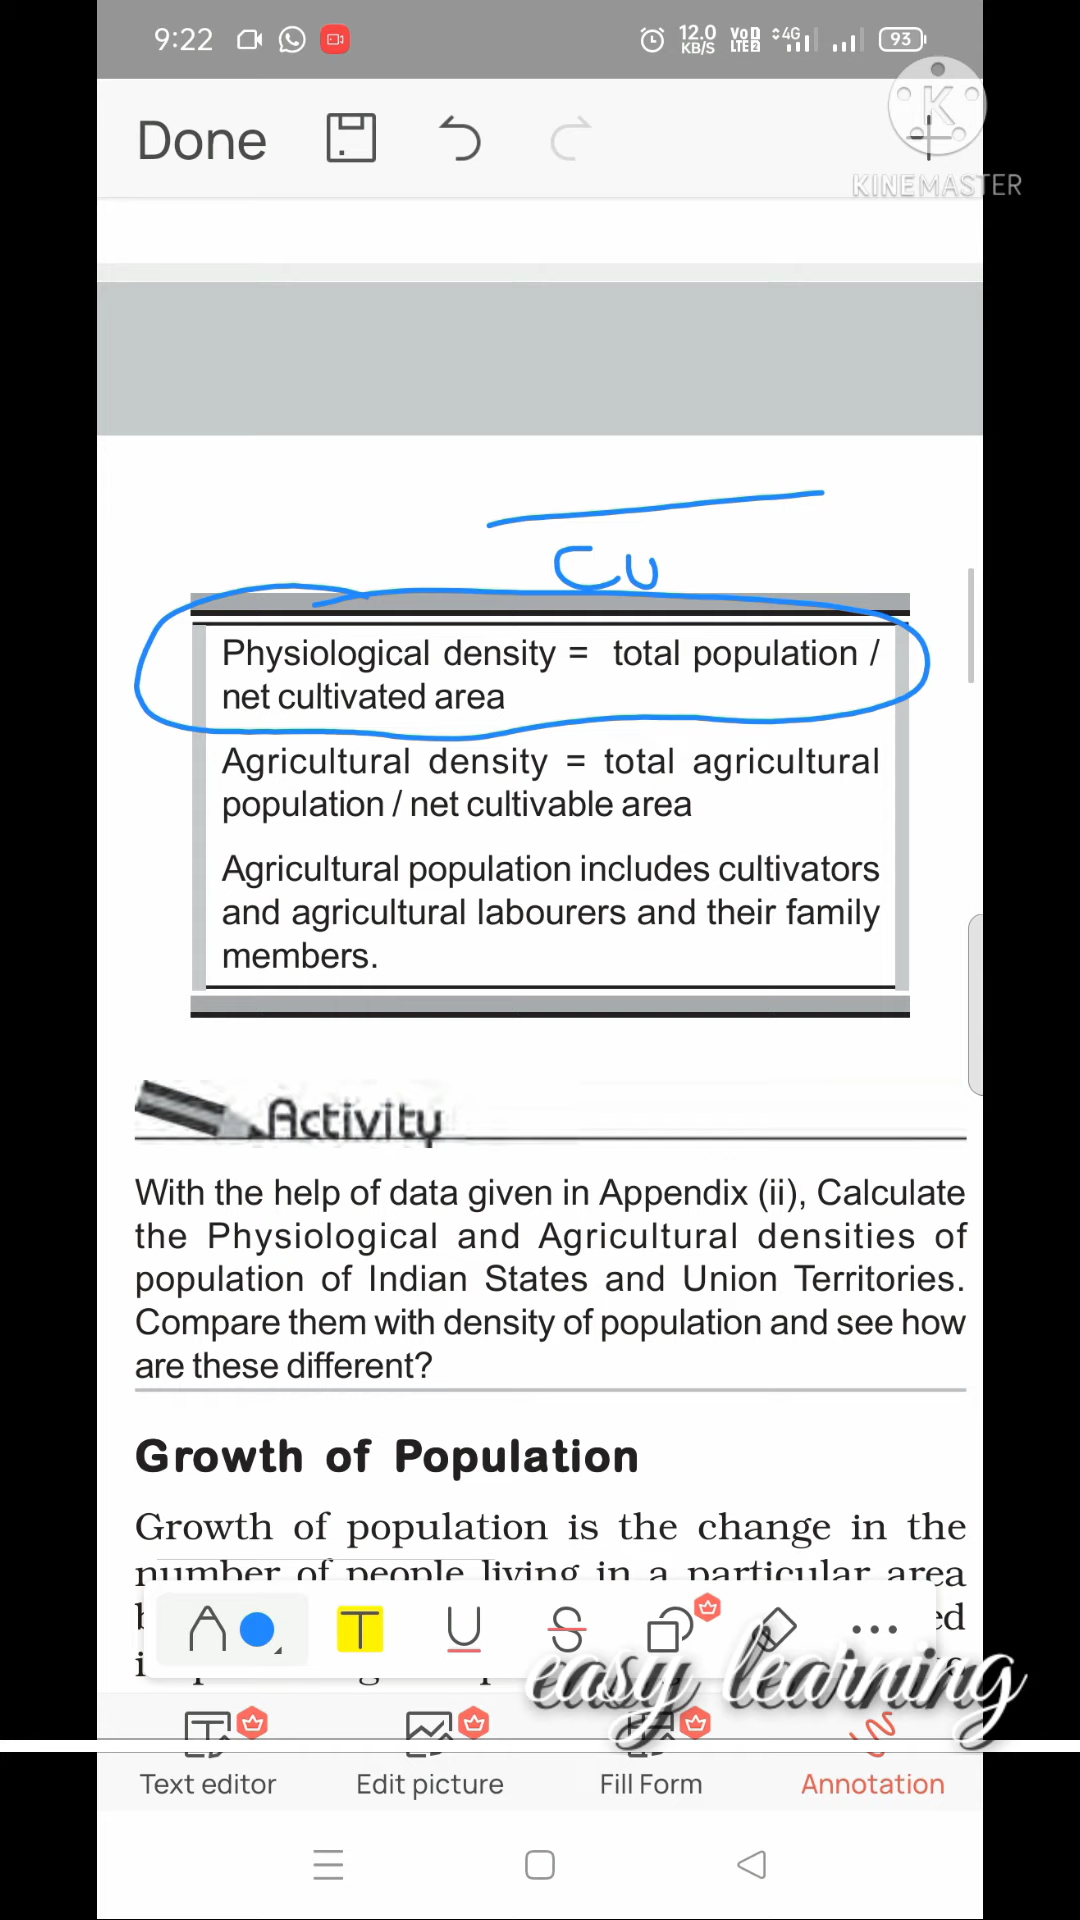 9:22
12.0
KB/S
VoD
LTE2
4G
93
Done
K
KINEMASTER
CU
Physiological density = total population /
net cultivated area
Agricultural density = total agricultural
population / net cultivable area
Agricultural population includes cultivators
and agricultural labourers and their family
members.
Activity
With the help of data given in Appendix (ii), Calculate
the Physiological and Agricultural densities of
population of Indian States and Union Territories.
Compare them with density of population and see how
are these different?
Growth of Population
Growth of population is the change in the
number of people living in a particular area
T
U
S
easy learning
Text editor
Edit picture
Fill Form
Annotation